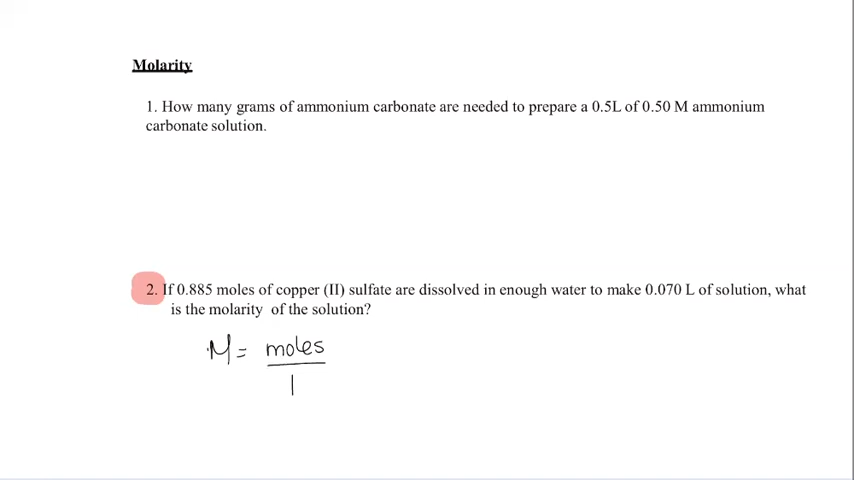 Molarity
1. How many grams of ammonium carbonate are needed to prepare a 0.5L of 0.50 M ammonium
carbonate solution.
2. If 0.885 moles of copper (II) sulfate are dissolved in enough water to make 0.070 L of solution, what
is the molarity of the solution?
M = moles
l